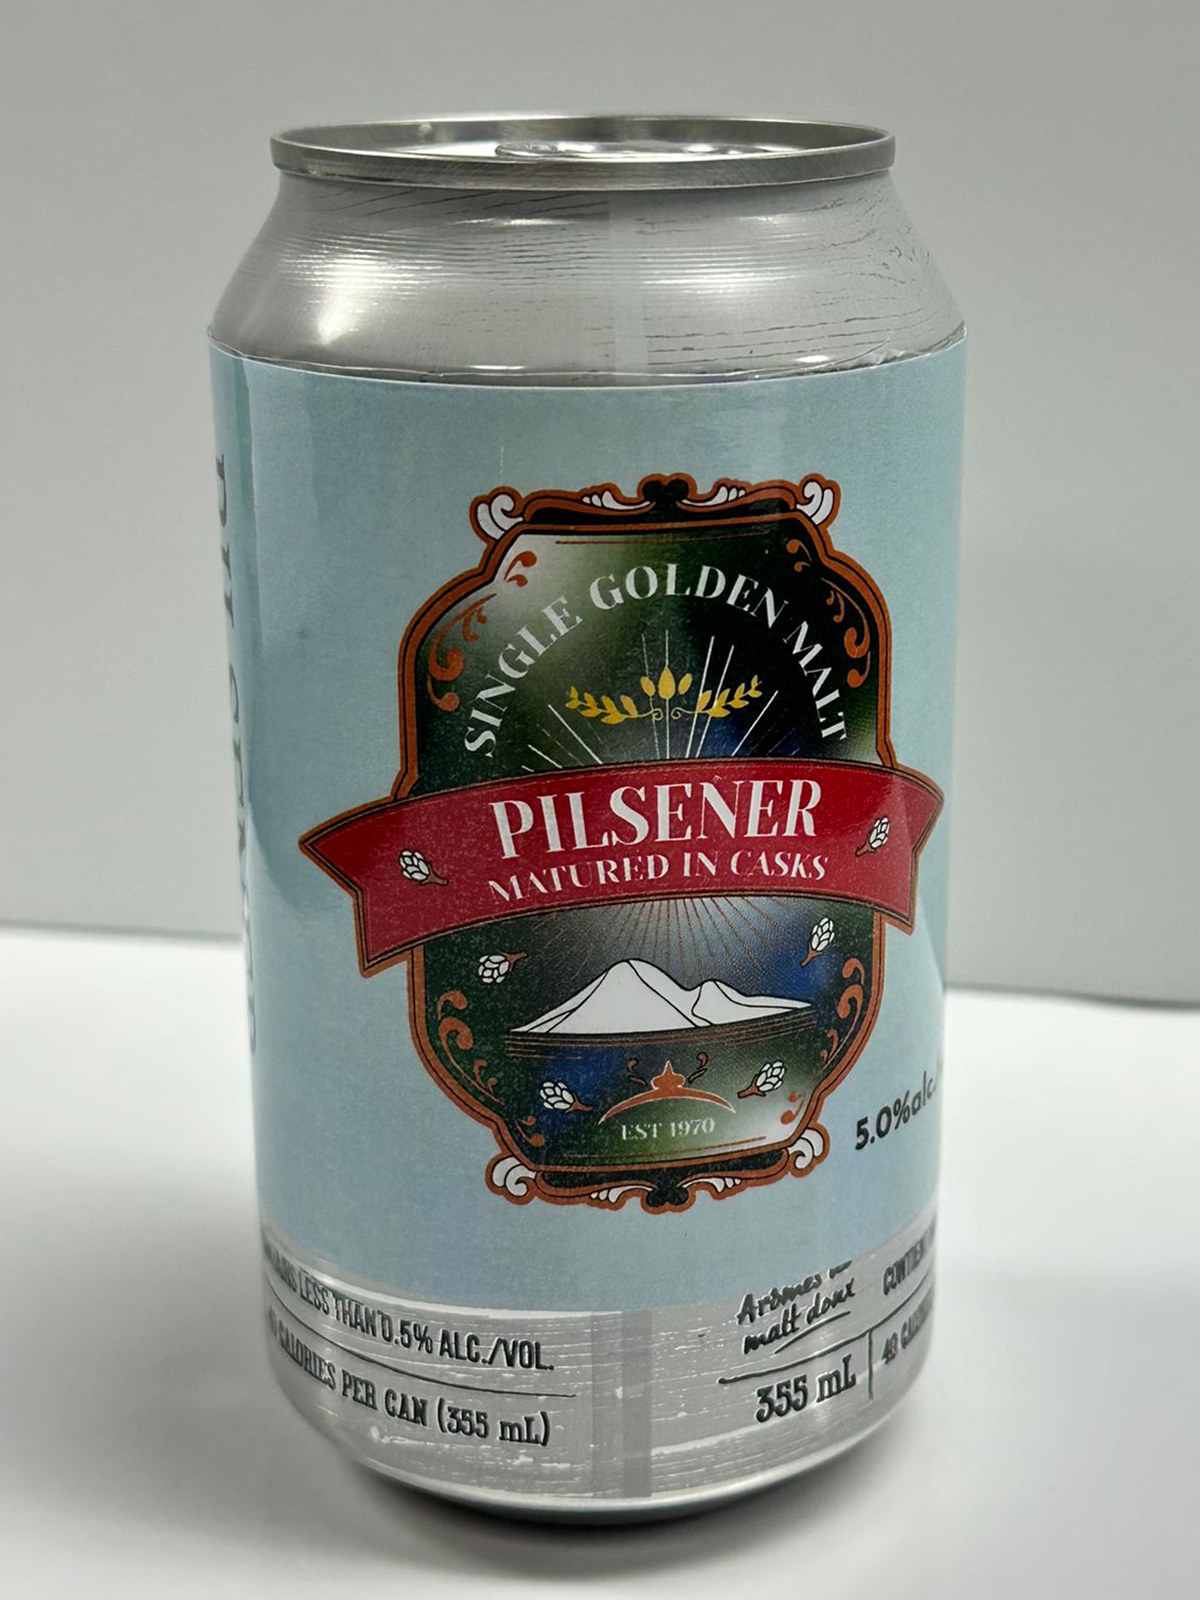 SINGLE GOLDEN MALT
PILSENER
MATURED IN CASKS
EST 1970
5.0%alc.
LESS THAN 0.5% ALC./VOL.
CALORIES PER CAN (355 mL)
Arômes de
malt doux
355 mL